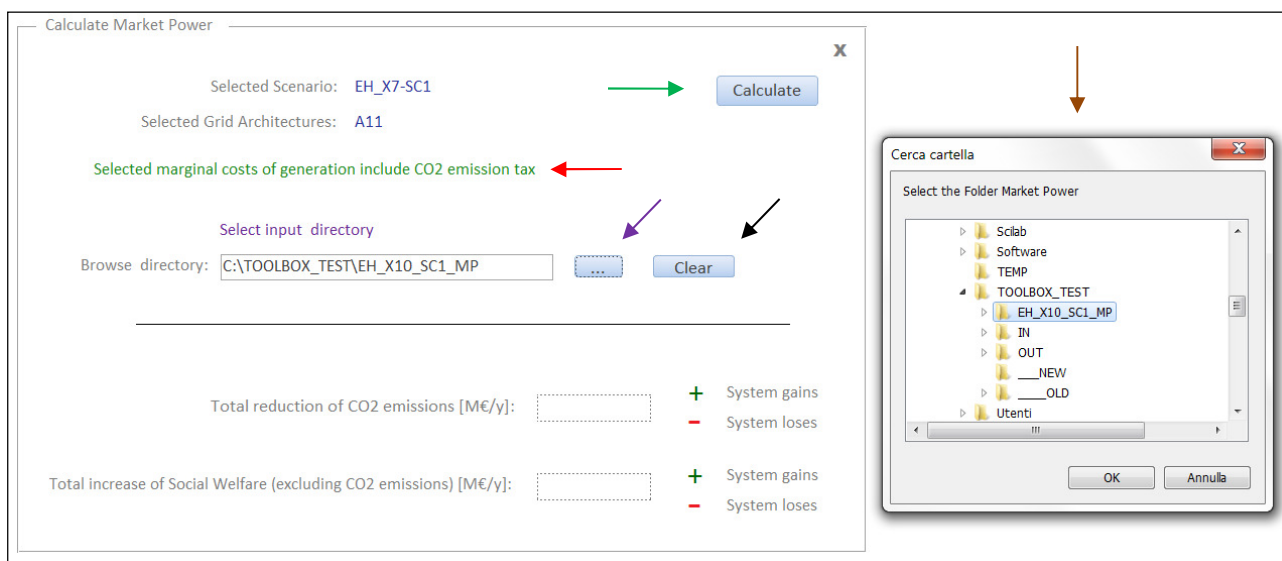 Calculate Market Power
x
Selected Scenario: EH_X7-SC1
Calculate
Selected Grid Architectures: A11
Selected marginal costs of generation include CO2 emission tax
Select input directory
Browse directory: C:\TOOLBOX_TEST\EH_X10_SC1_MP
...
Clear
Total reduction of CO2 emissions [M€/y]:
+ System gains
− System loses
Total increase of Social Welfare (excluding CO2 emissions) [M€/y]:
+ System gains
− System loses
Cerca cartella
X
Select the Folder Market Power
Scilab
Software
TEMP
TOOLBOX_TEST
EH_X10_SC1_MP
IN
OUT
___NEW
____OLD
Utenti
OK
Annulla